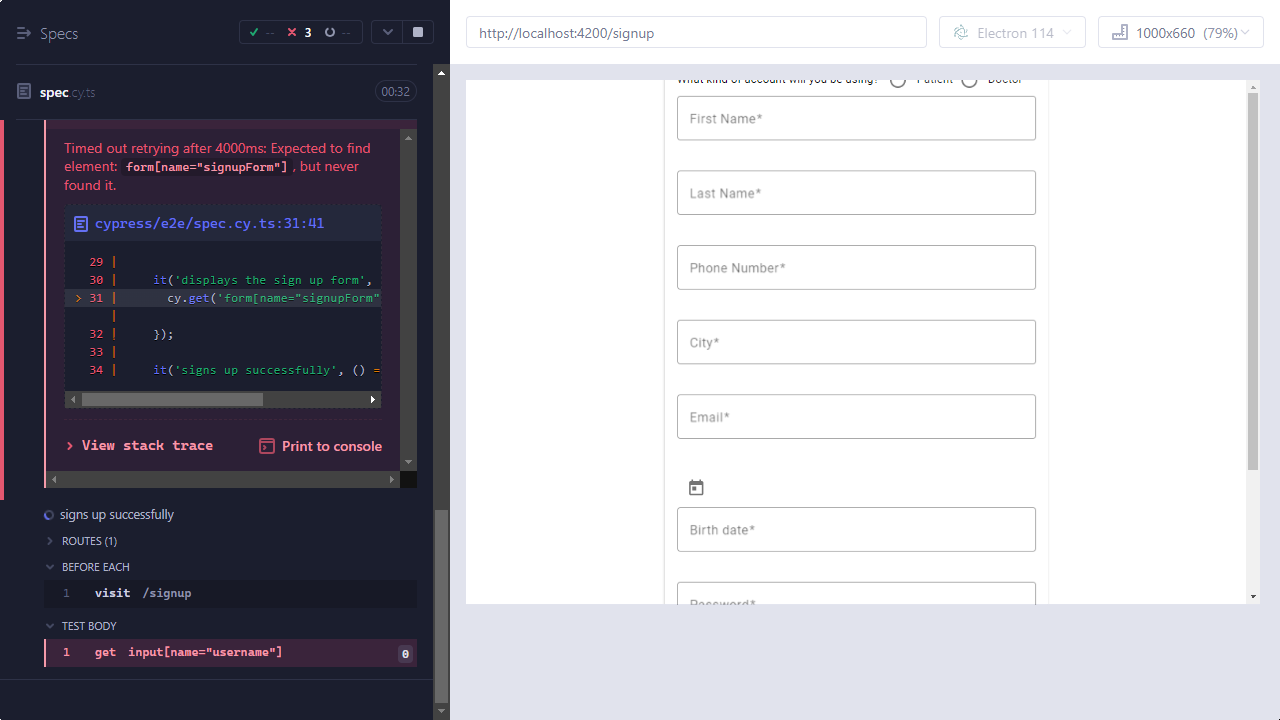 Specs
-- 3 --
spec.cy.ts
00:32
Timed out retrying after 4000ms: Expected to find
element: form[name="signupForm"] , but never
found it.
cypress/e2e/spec.cy.ts:31:41
29 |
30 | it('displays the sign up form',
> 31 | cy.get('form[name="signupForm"
|
32 | });
33 |
34 | it('signs up successfully', () =
> View stack trace
Print to console
signs up successfully
ROUTES (1)
BEFORE EACH
1 visit /signup
TEST BODY
1 get input[name="username"] 0
http://localhost:4200/signup
Electron 114
1000x660 (79%)
What kind of account will you be using? Patient Doctor
First Name*
Last Name*
Phone Number*
City*
Email*
Birth date*
Password*